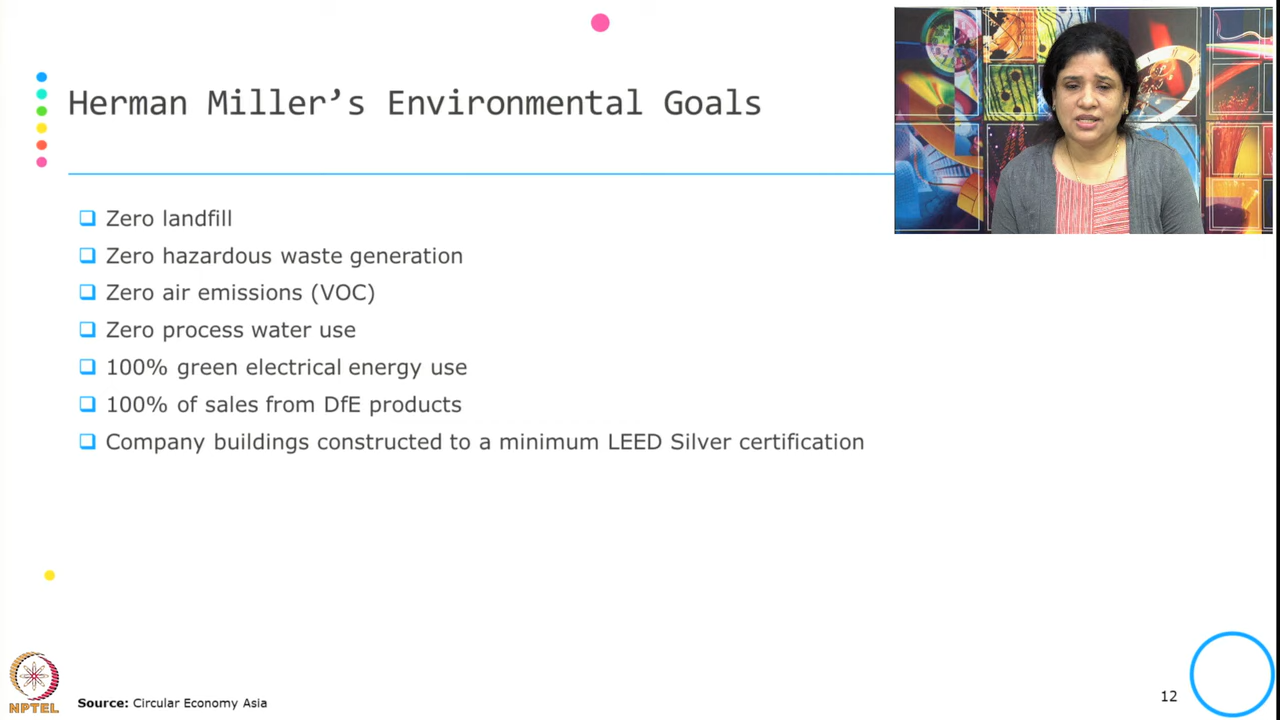 Herman Miller’s Environmental Goals
Zero landfill
Zero hazardous waste generation
Zero air emissions (VOC)
Zero process water use
100% green electrical energy use
100% of sales from DfE products
Company buildings constructed to a minimum LEED Silver certification
NPTEL
Source: Circular Economy Asia
12